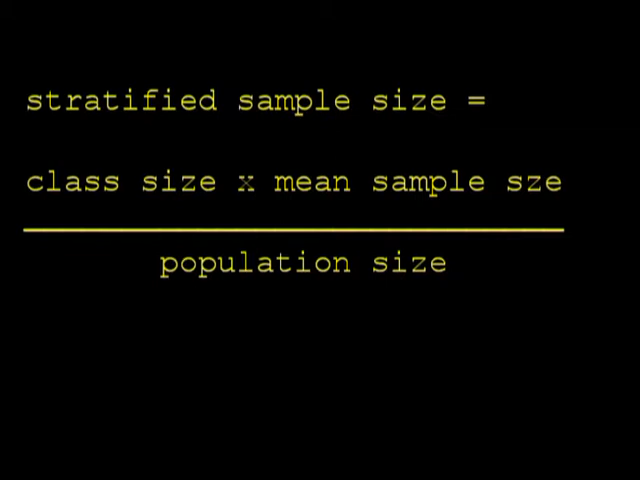 stratified sample size =
class size x mean sample sze
population size